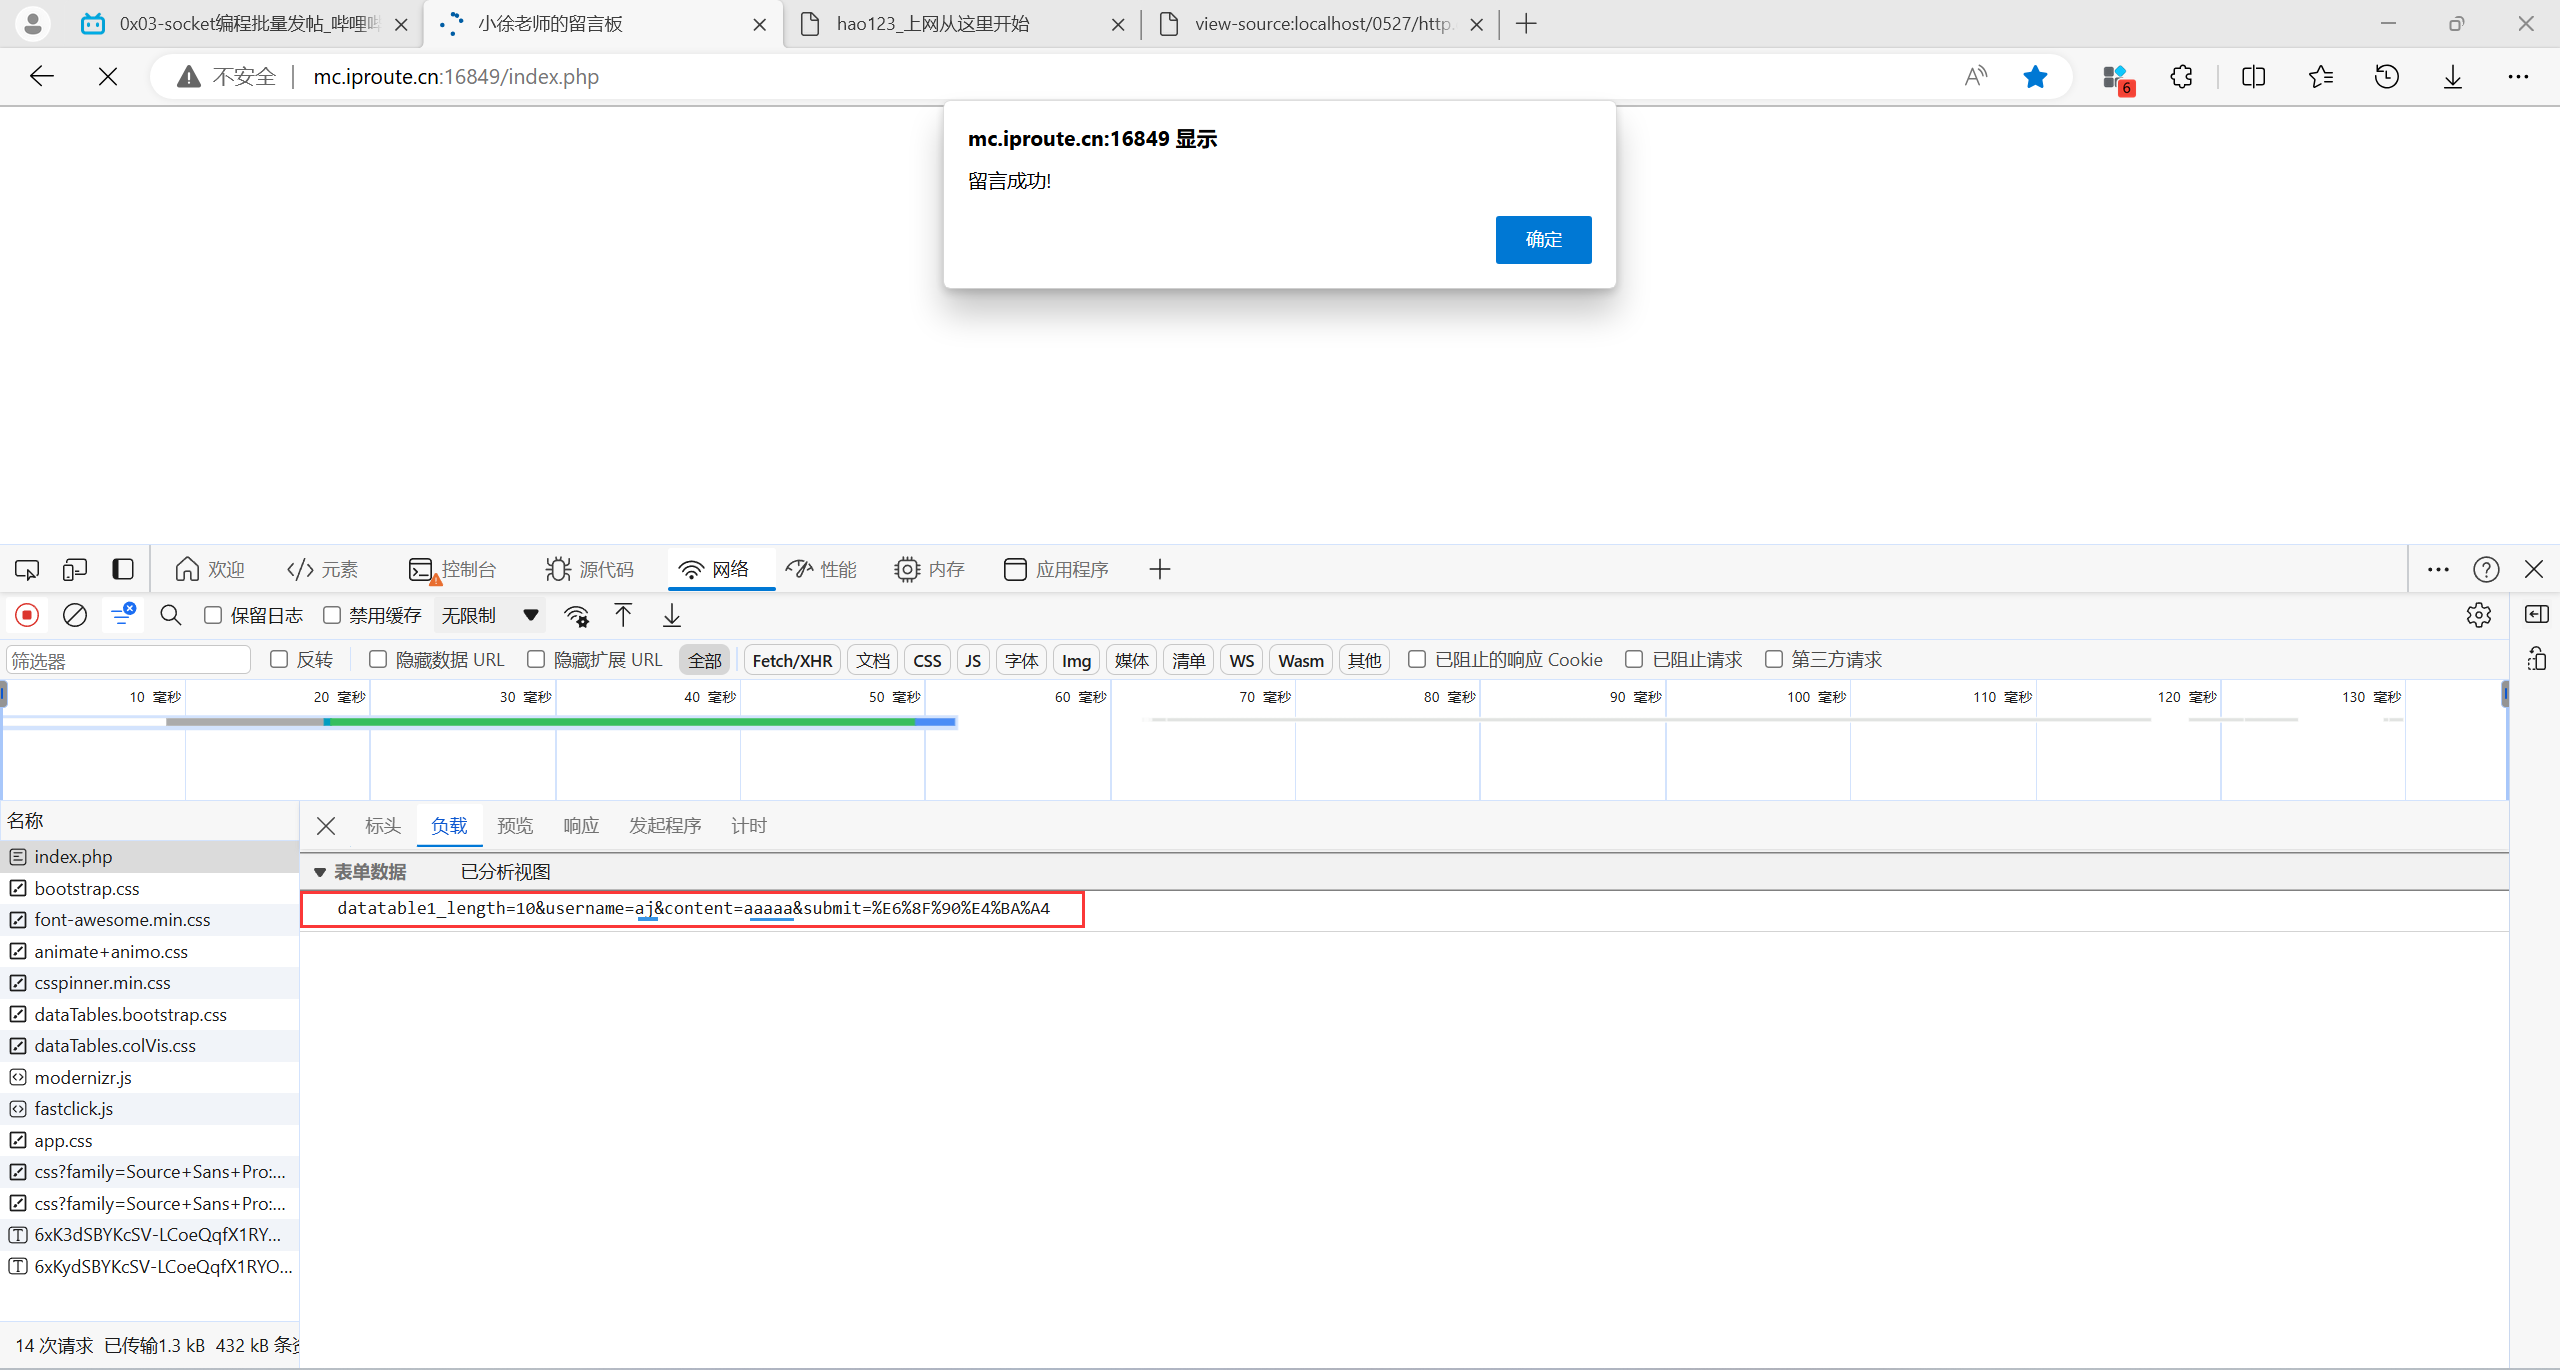 0x03-socket编程批量发帖_哔哩哔
小徐老师的留言板
hao123_上网从这里开始
view-source:localhost/0527/http.
不安全
mc.iproute.cn:16849/index.php
6
mc.iproute.cn:16849 显示
留言成功!
确定
欢迎
元素
控制台
源代码
网络
性能
内存
应用程序
保留日志
禁用缓存
无限制
筛选器
反转
隐藏数据 URL
隐藏扩展 URL
全部
Fetch/XHR
文档
CSS
JS
字体
Img
媒体
清单
WS
Wasm
其他
已阻止的响应 Cookie
已阻止请求
第三方请求
10 毫秒
20 毫秒
30 毫秒
40 毫秒
50 毫秒
60 毫秒
70 毫秒
80 毫秒
90 毫秒
100 毫秒
110 毫秒
120 毫秒
130 毫秒
名称
标头
负载
预览
响应
发起程序
计时
表单数据
已分析视图
datatable1_length=10&username=aj&content=aaaaa&submit=%E6%8F%90%E4%BA%A4
index.php
bootstrap.css
font-awesome.min.css
animate+animo.css
csspinner.min.css
dataTables.bootstrap.css
dataTables.colVis.css
modernizr.js
fastclick.js
app.css
css?family=Source+Sans+Pro:...
css?family=Source+Sans+Pro:...
6xK3dSBYKcSV-LCoeQqfX1RY...
6xKydSBYKcSV-LCoeQqfX1RYO...
14 次请求 已传输1.3 kB 432 kB 条